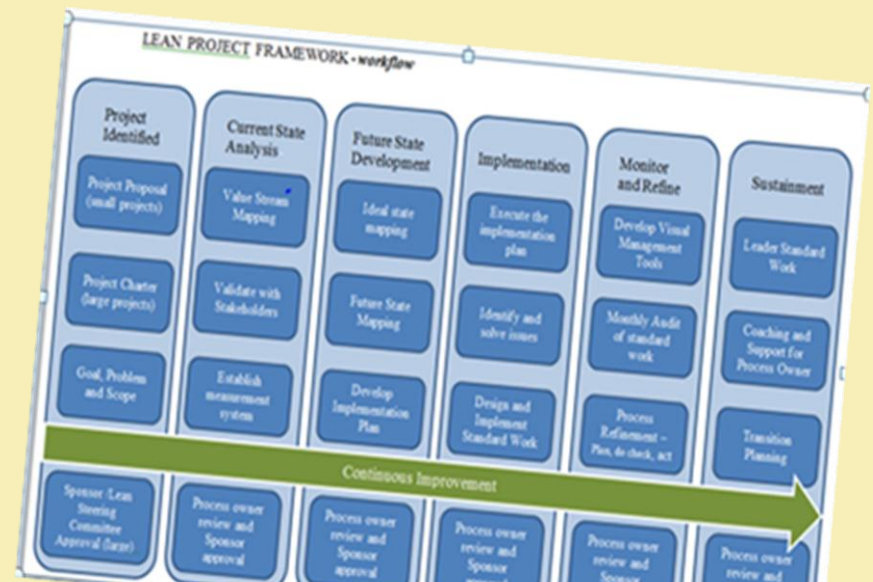 LEAN PROJECT FRAMEWORK - workflow
Project
Identified
Project Proposal
(small projects)
Project Charter
(large projects)
Goal, Problem
and Scope
Sponsor /Lean
Steering
Committee
Approval (large)
Current State
Analysis
Value Stream
Mapping
Validate with
Stakeholders
Establish
measurement
system
Process owner
review and
Sponsor
approval
Future State
Development
Ideal state
mapping
Future State
Mapping
Develop
Implementation
Plan
Process owner
review and
Sponsor
approval
Implementation
Execute the
implementation
plan
Identify and
solve issues
Design and
Implement
Standard Work
Process owner
review and
Sponsor
approval
Monitor
and Refine
Develop Visual
Management
Tools
Monthly Audit
of standard
work
Process
Refinement –
Plan, do check, act
Process owner
review and
Sponsor
Sustainment
Leader Standard
Work
Coaching and
Support for
Process Owner
Transition
Planning
Process owner
review and
Continuous Improvement